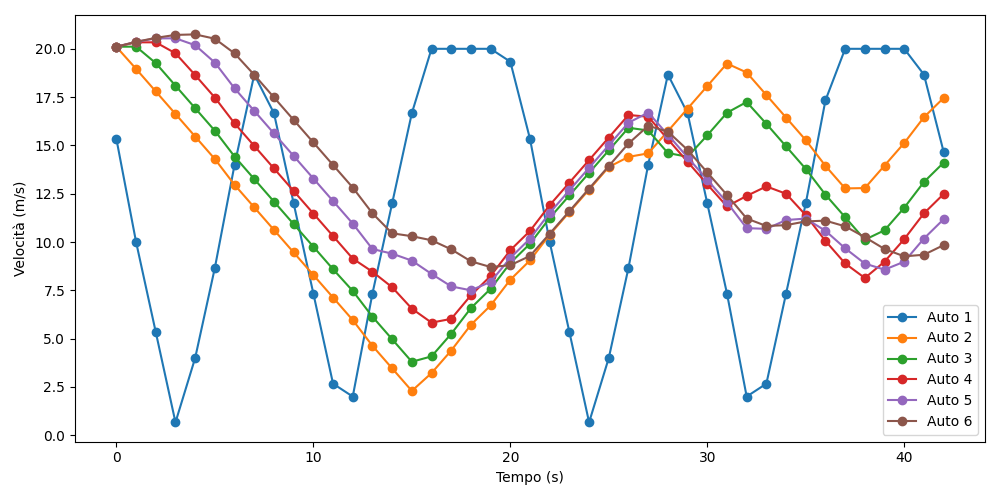 20.0
17.5
15.0
12.5
10.0
7.5
5.0
2.5
0.0
Velocità (m/s)
0 10 20 30 40
Tempo (s)
Auto 1
Auto 2
Auto 3
Auto 4
Auto 5
Auto 6